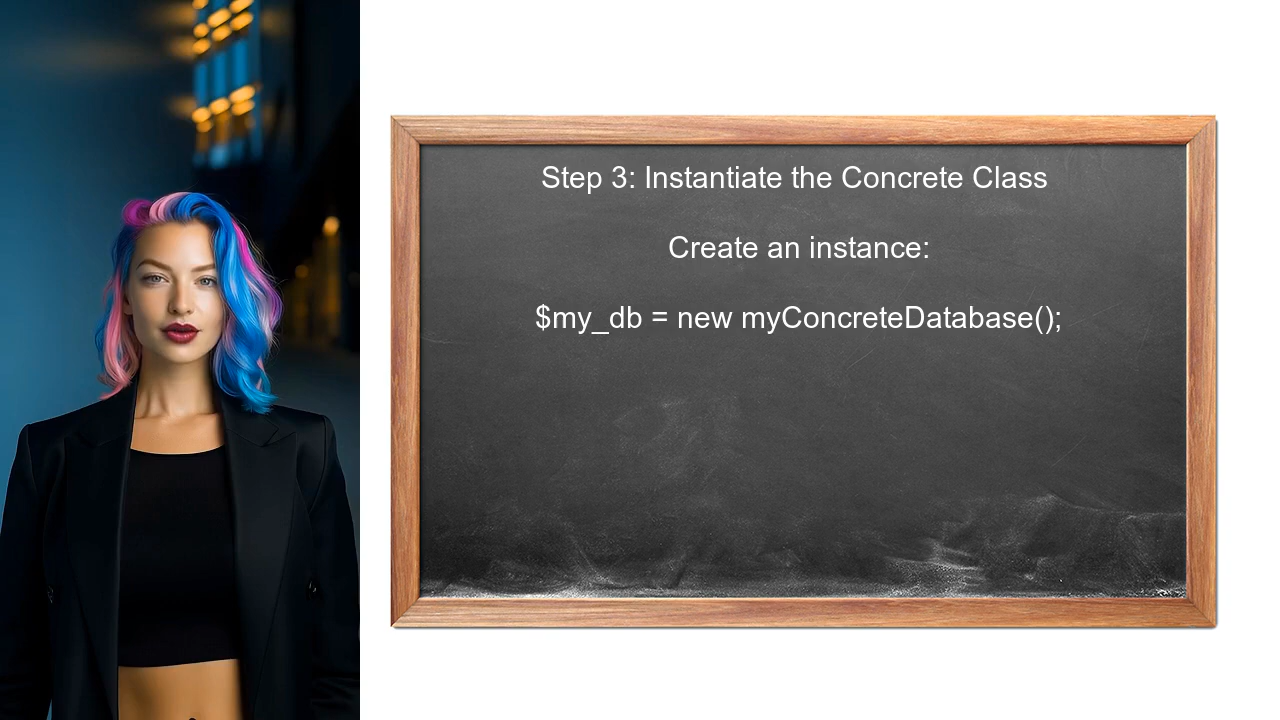 Step 3: Instantiate the Concrete Class
Create an instance:
$my_db = new myConcreteDatabase();